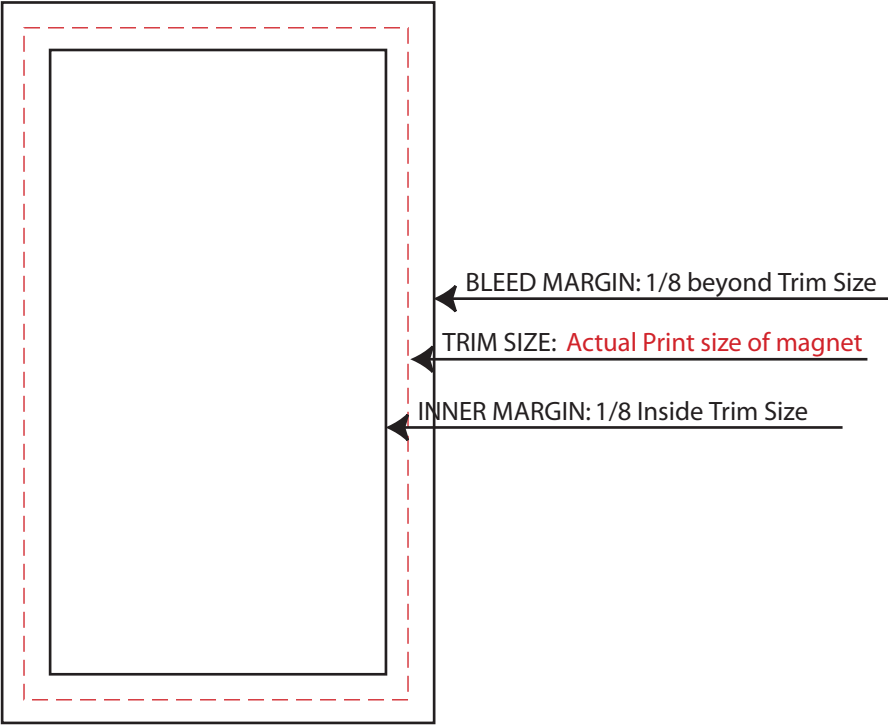 BLEED MARGIN: 1/8 beyond Trim Size
TRIM SIZE: Actual Print size of magnet
INNER MARGIN: 1/8 Inside Trim Size